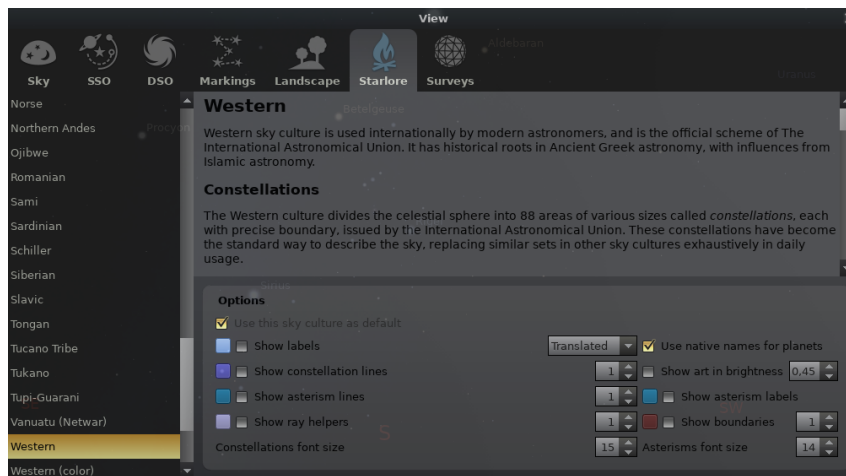 View
Sky
SSO
DSO
Markings
Landscape
Starlore
Surveys
Aldebaran
Uranus
Norse
Northern Andes
Ojibwe
Romanian
Sami
Sardinian
Schiller
Siberian
Slavic
Tongan
Tucano Tribe
Tukano
Tupi-Guarani
Vanuatu (Netwar)
Western
Western (color)
Procyon
Betelgeuse
Western
Western sky culture is used internationally by modern astronomers, and is the official scheme of The
International Astronomical Union. It has historical roots in Ancient Greek astronomy, with influences from
Islamic astronomy.
Constellations
The Western culture divides the celestial sphere into 88 areas of various sizes called constellations, each
with precise boundary, issued by the International Astronomical Union. These constellations have become
the standard way to describe the sky, replacing similar sets in other sky cultures exhaustively in daily
usage.
Sirius
Options
Use this sky culture as default
Show labels
Translated
Use native names for planets
Show constellation lines
1
Show art in brightness
0,45
Show asterism lines
1
Show asterism labels
Show ray helpers
1
Show boundaries
1
SW
S
Constellations font size
15
Asterisms font size
14